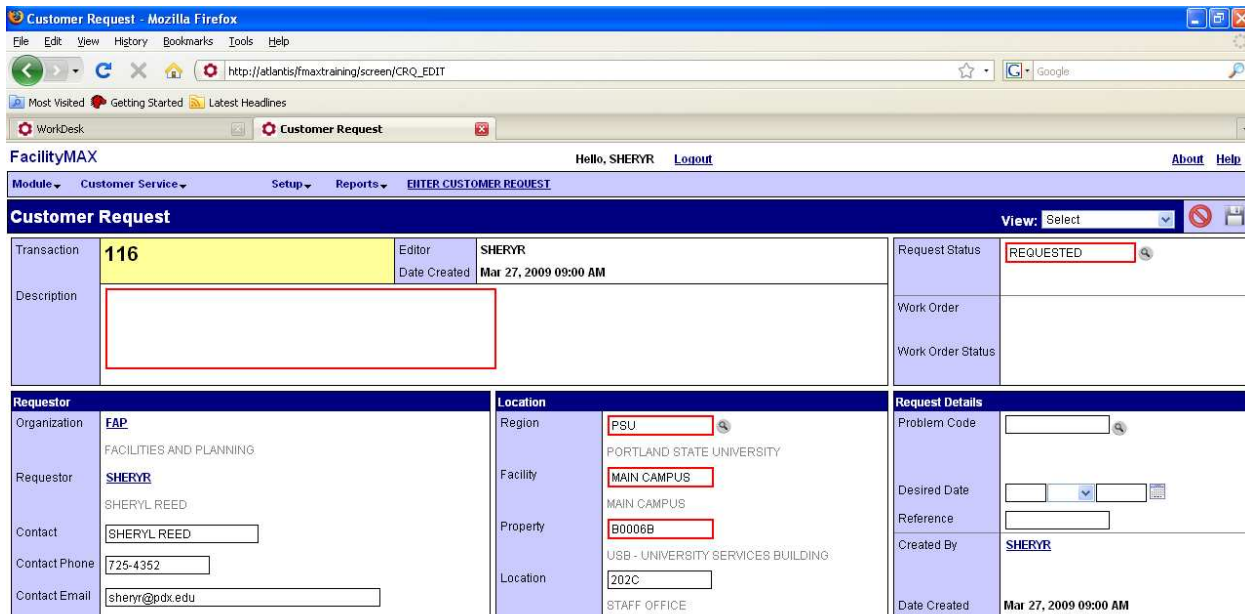 Customer Request - Mozilla Firefox
File Edit View History Bookmarks Tools Help
http://atlantis/fmaxtraining/screen/CRQ_EDIT
G Google
Most Visited Getting Started Latest Headlines
WorkDesk Customer Request
FacilityMAX Hello, SHERYR Logout About Help
Module Customer Service Setup Reports ENTER CUSTOMER REQUEST
Customer Request View: Select
Transaction 116 Editor SHERYR
Date Created Mar 27, 2009 09:00 AM
Description
Request Status REQUESTED
Work Order
Work Order Status
Requestor
Organization FAP
FACILITIES AND PLANNING
Requestor SHERYR
SHERYL REED
Contact SHERYL REED
Contact Phone 725-4352
Contact Email sheryr@pdx.edu
Location
Region PSU
PORTLAND STATE UNIVERSITY
Facility MAIN CAMPUS
MAIN CAMPUS
Property B0006B
USB - UNIVERSITY SERVICES BUILDING
Location 202C
STAFF OFFICE
Request Details
Problem Code
Desired Date
Reference
Created By SHERYR
Date Created Mar 27, 2009 09:00 AM